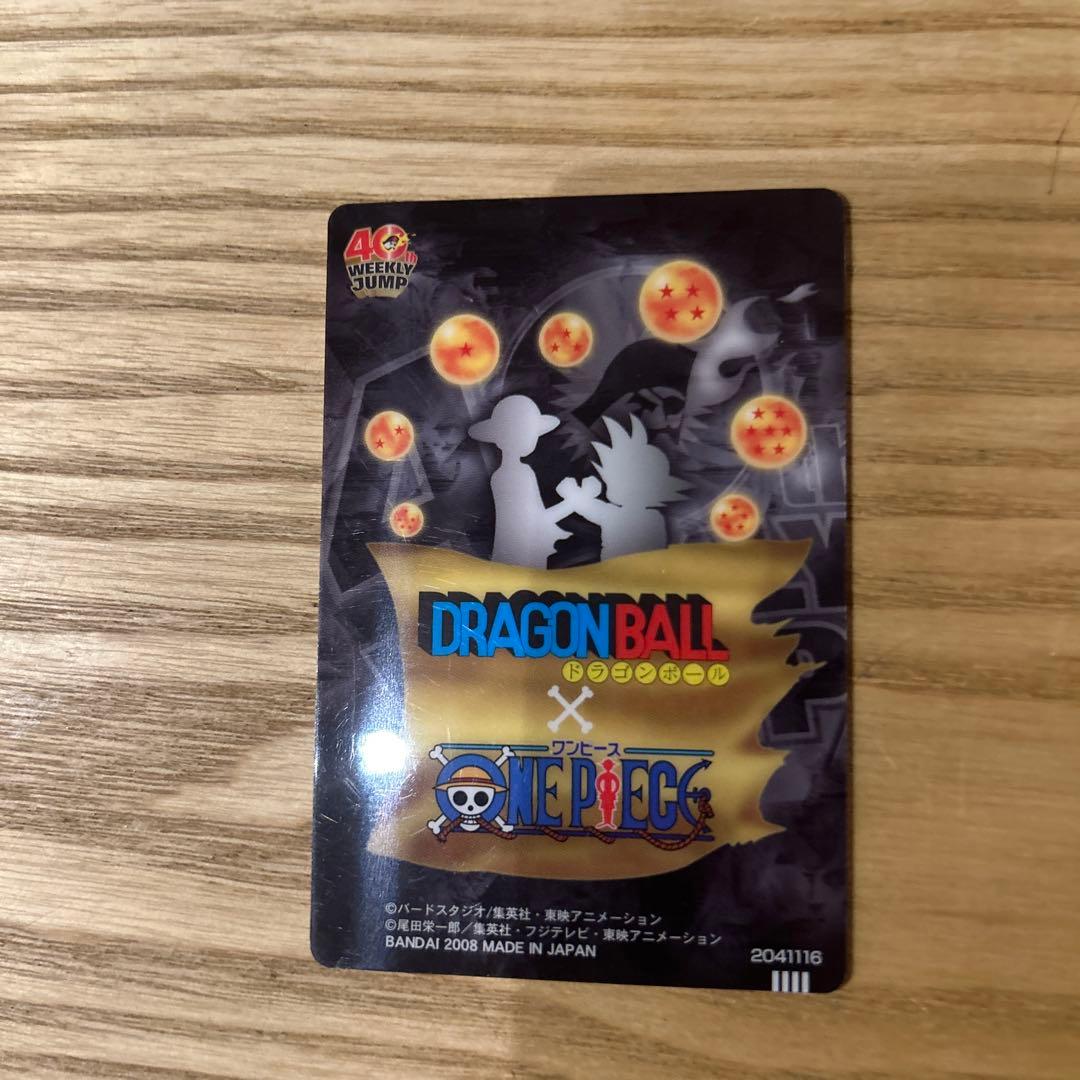 40th
WEEKLY
JUMP
DRAGON BALL
ドラゴンボール
ワンピース
ONE PIECE
©バードスタジオ/集英社・東映アニメーション
©尾田栄一郎／集英社・フジテレビ・東映アニメーション
BANDAI 2008 MADE IN JAPAN
2041116